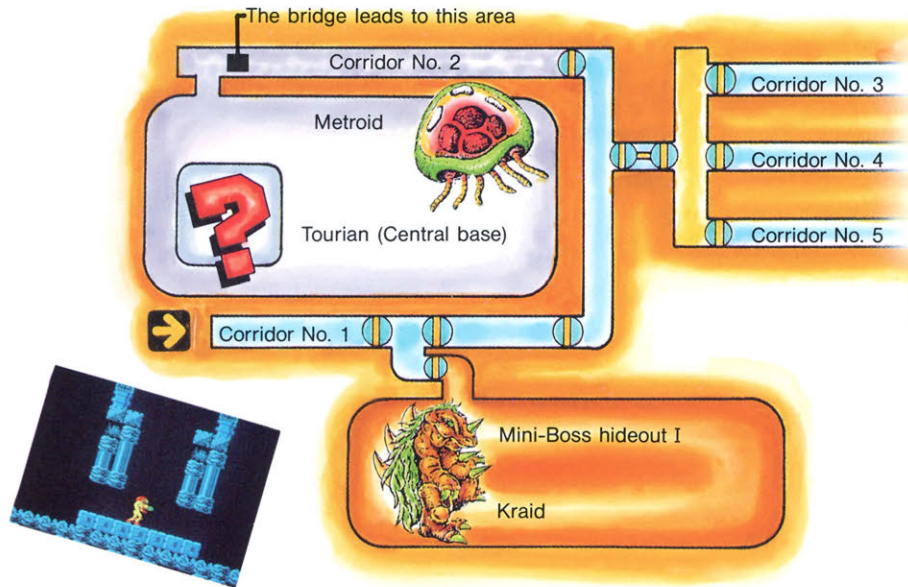 The bridge leads to this area
Corridor No. 2
Corridor No. 3
Metroid
Corridor No. 4
?
Tourian (Central base)
Corridor No. 5
Corridor No. 1
Mini-Boss hideout I
Kraid